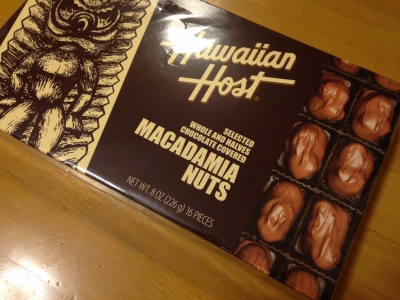 Hawaiian
Host®
SELECTED
WHOLE AND HALVES
CHOCOLATE COVERED
MACADAMIA
NUTS
NET WT. 8 OZ (226 g) 16 PIECES